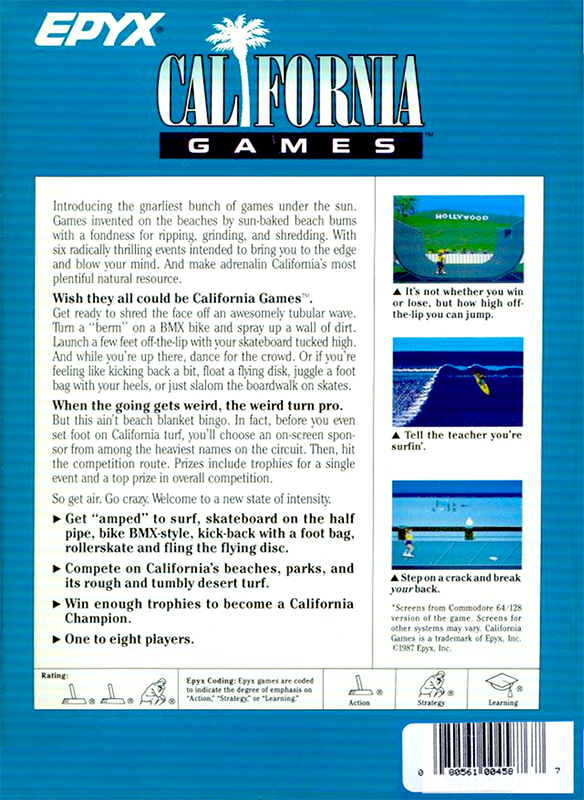 EPYX®
CALIFORNIA
GAMES™
Introducing the gnarliest bunch of games under the sun.
Games invented on the beaches by sun-baked beach bums
with a fondness for ripping, grinding, and shredding. With
six radically thrilling events intended to bring you to the edge
and blow your mind. And make adrenalin California's most
plentiful natural resource.
Wish they all could be California Games™.
Get ready to shred the face off an awesomely tubular wave.
Turn a "berm" on a BMX bike and spray up a wall of dirt.
Launch a few feet off-the-lip with your skateboard tucked high.
And while you're up there, dance for the crowd. Or if you're
feeling like kicking back a bit, float a flying disk, juggle a foot
bag with your heels, or just slalom the boardwalk on skates.
When the going gets weird, the weird turn pro.
But this ain't beach blanket bingo. In fact, before you even
set foot on California turf, you'll choose an on-screen spon-
sor from among the heaviest names on the circuit. Then, hit
the competition route. Prizes include trophies for a single
event and a top prize in overall competition.
So get air. Go crazy. Welcome to a new state of intensity.
▶ Get "amped" to surf, skateboard on the half
pipe, bike BMX-style, kick-back with a foot bag,
rollerskate and fling the flying disc.
▶ Compete on California's beaches, parks, and
its rough and tumbly desert turf.
▶ Win enough trophies to become a California
Champion.
▶ One to eight players.
HOLLYWOOD
▲ It's not whether you win
or lose, but how high off-
the-lip you can jump.
▲ Tell the teacher you're
surfin'.
▲ Step on a crack and break
your back.
*Screens from Commodore 64/128
version of the game. Screens for
other systems may vary. California
Games is a trademark of Epyx, Inc.
©1987 Epyx, Inc.
Rating:
® ® ®
Epyx Coding: Epyx games are coded
to indicate the degree of emphasis on
"Action," "Strategy," or "Learning."
®
Action
®
Strategy
®
Learning
0 80561 00458 7